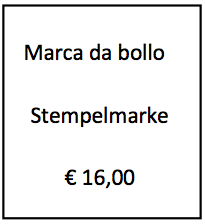 Marca da bollo
Stempelmarke
€ 16,00